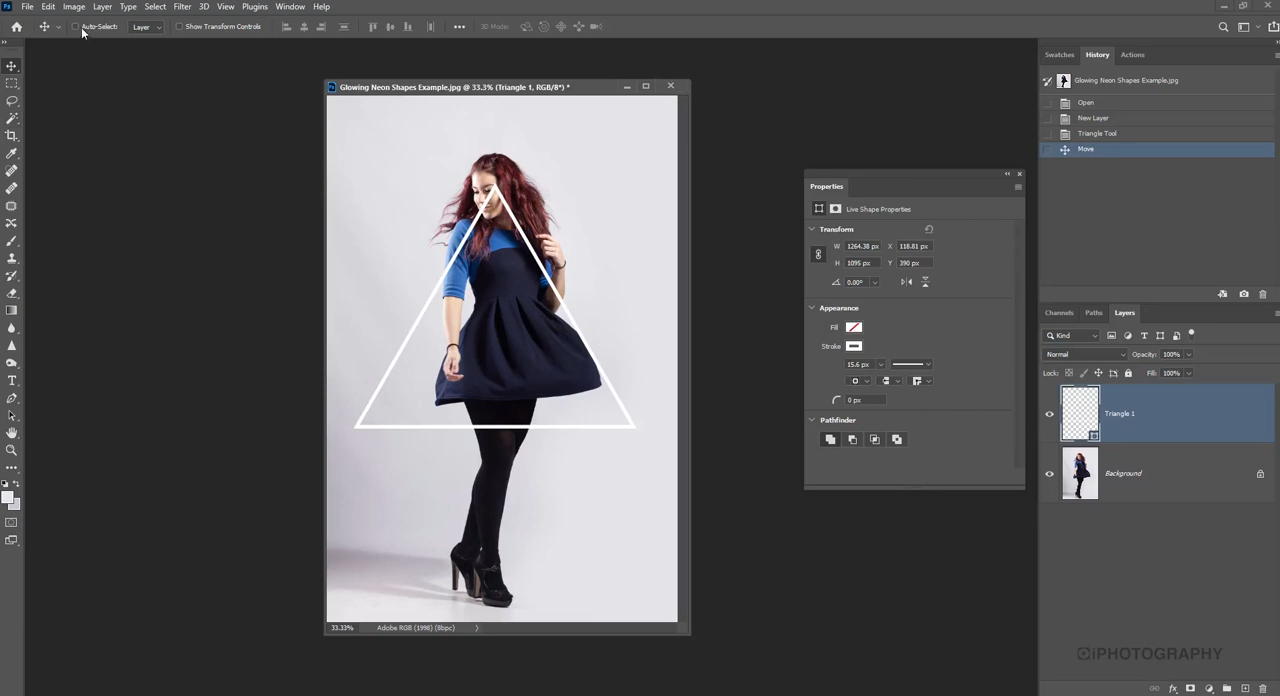 Ps File Edit Image Layer Type Select Filter 3D View Plugins Window Help
Auto-Select: Layer Show Transform Controls ••• 3D Mode:
Glowing Neon Shapes Example.jpg @ 33.3% (Triangle 1, RGB/8*) *
33.33% Adobe RGB (1998) (8bpc)
Properties
Live Shape Properties
Transform
W 1264.38 px X 118.81 px
H 1095 px Y 390 px
0.00°
Appearance
Fill
Stroke
15.6 px
0 px
Pathfinder
Swatches History Actions
Glowing Neon Shapes Example.jpg
Open
New Layer
Triangle Tool
Move
Channels Paths Layers
Kind
Normal Opacity: 100%
Lock: Fill: 100%
Triangle 1
Background
iPHOTOGRAPHY